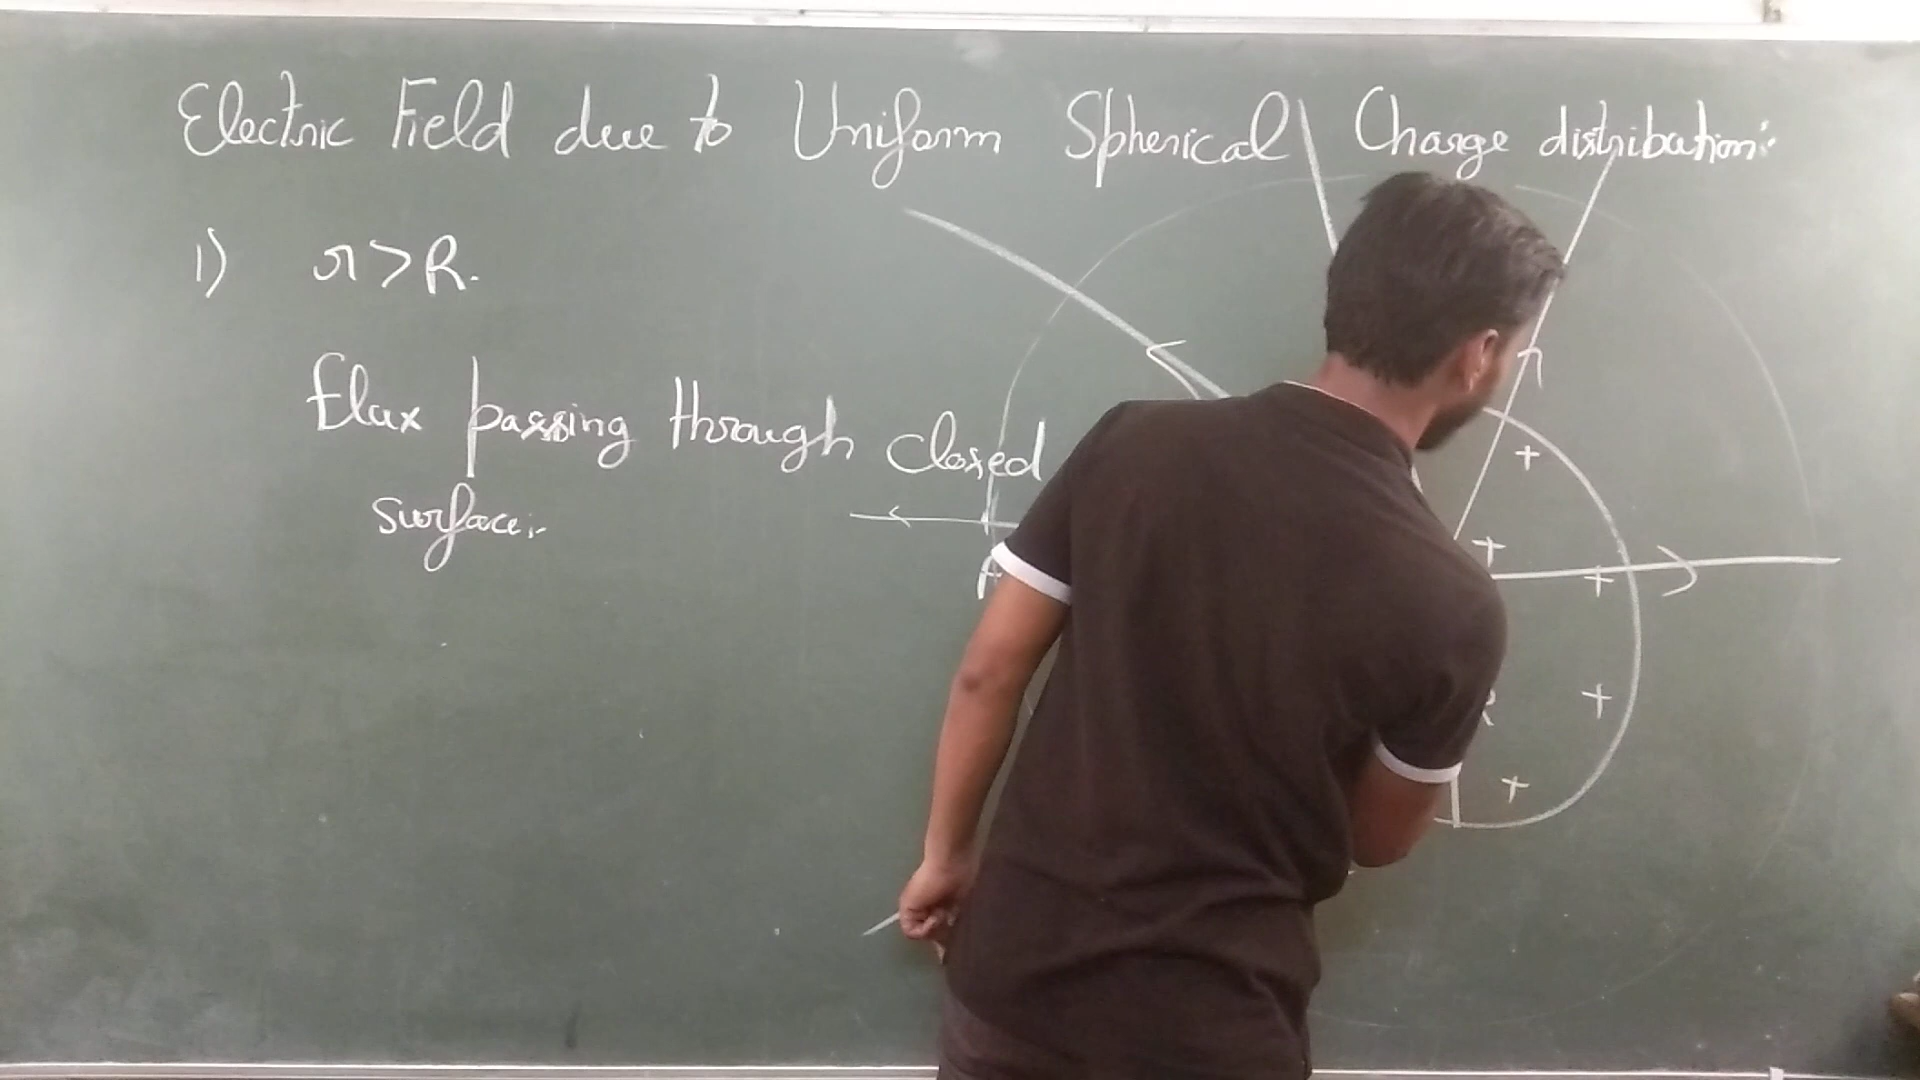 Electric Field due to Uniform Spherical Charge distribution:-
1) r>R.
flux passing through closed
surface:-
+
+
+
R
+
+